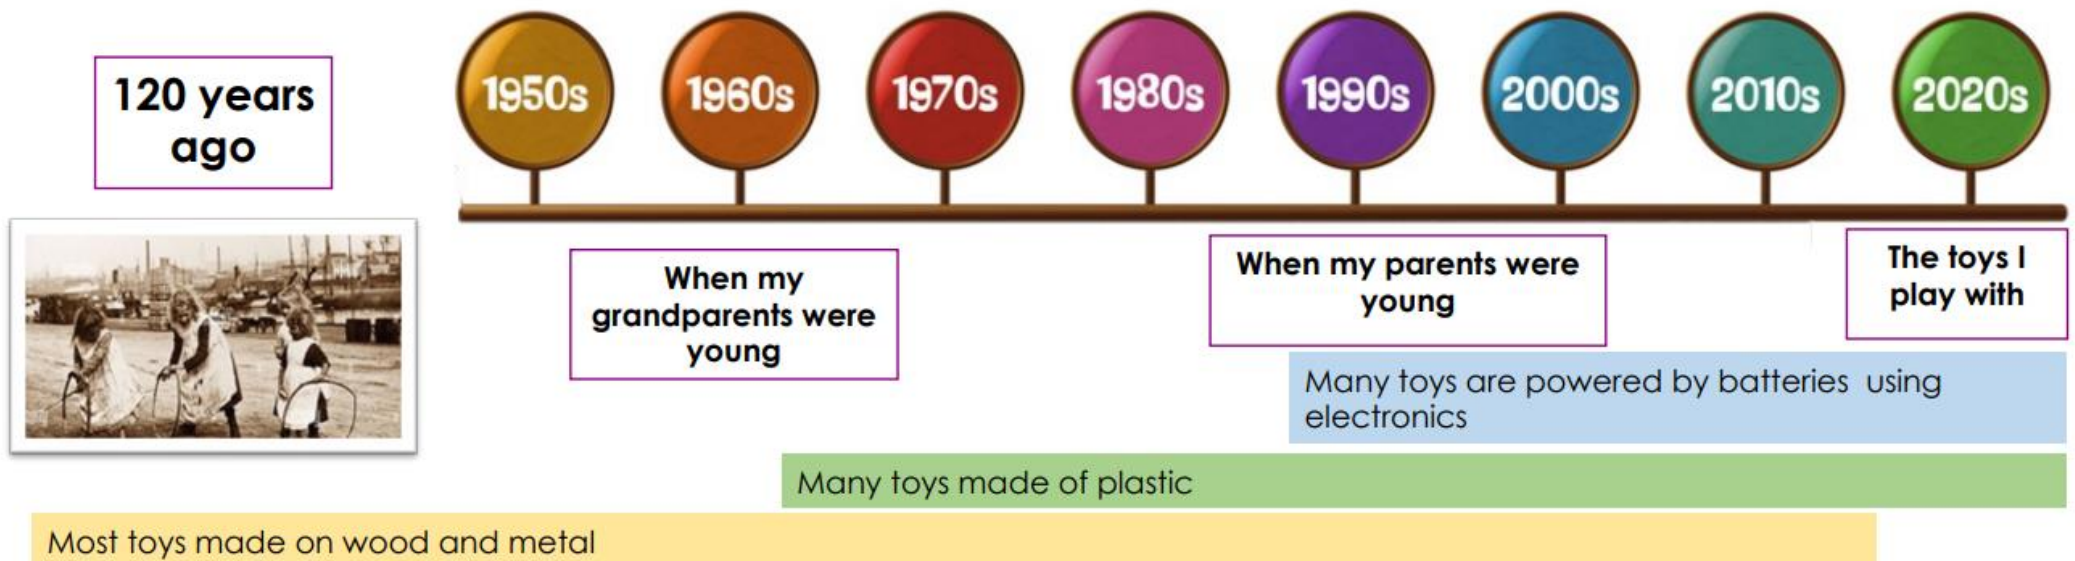 120 years
ago
1950s
1960s
1970s
1980s
1990s
2000s
2010s
2020s
When my
grandparents were
young
When my parents were
young
The toys I
play with
Many toys are powered by batteries  using
electronics
Many toys made of plastic
Most toys made on wood and metal